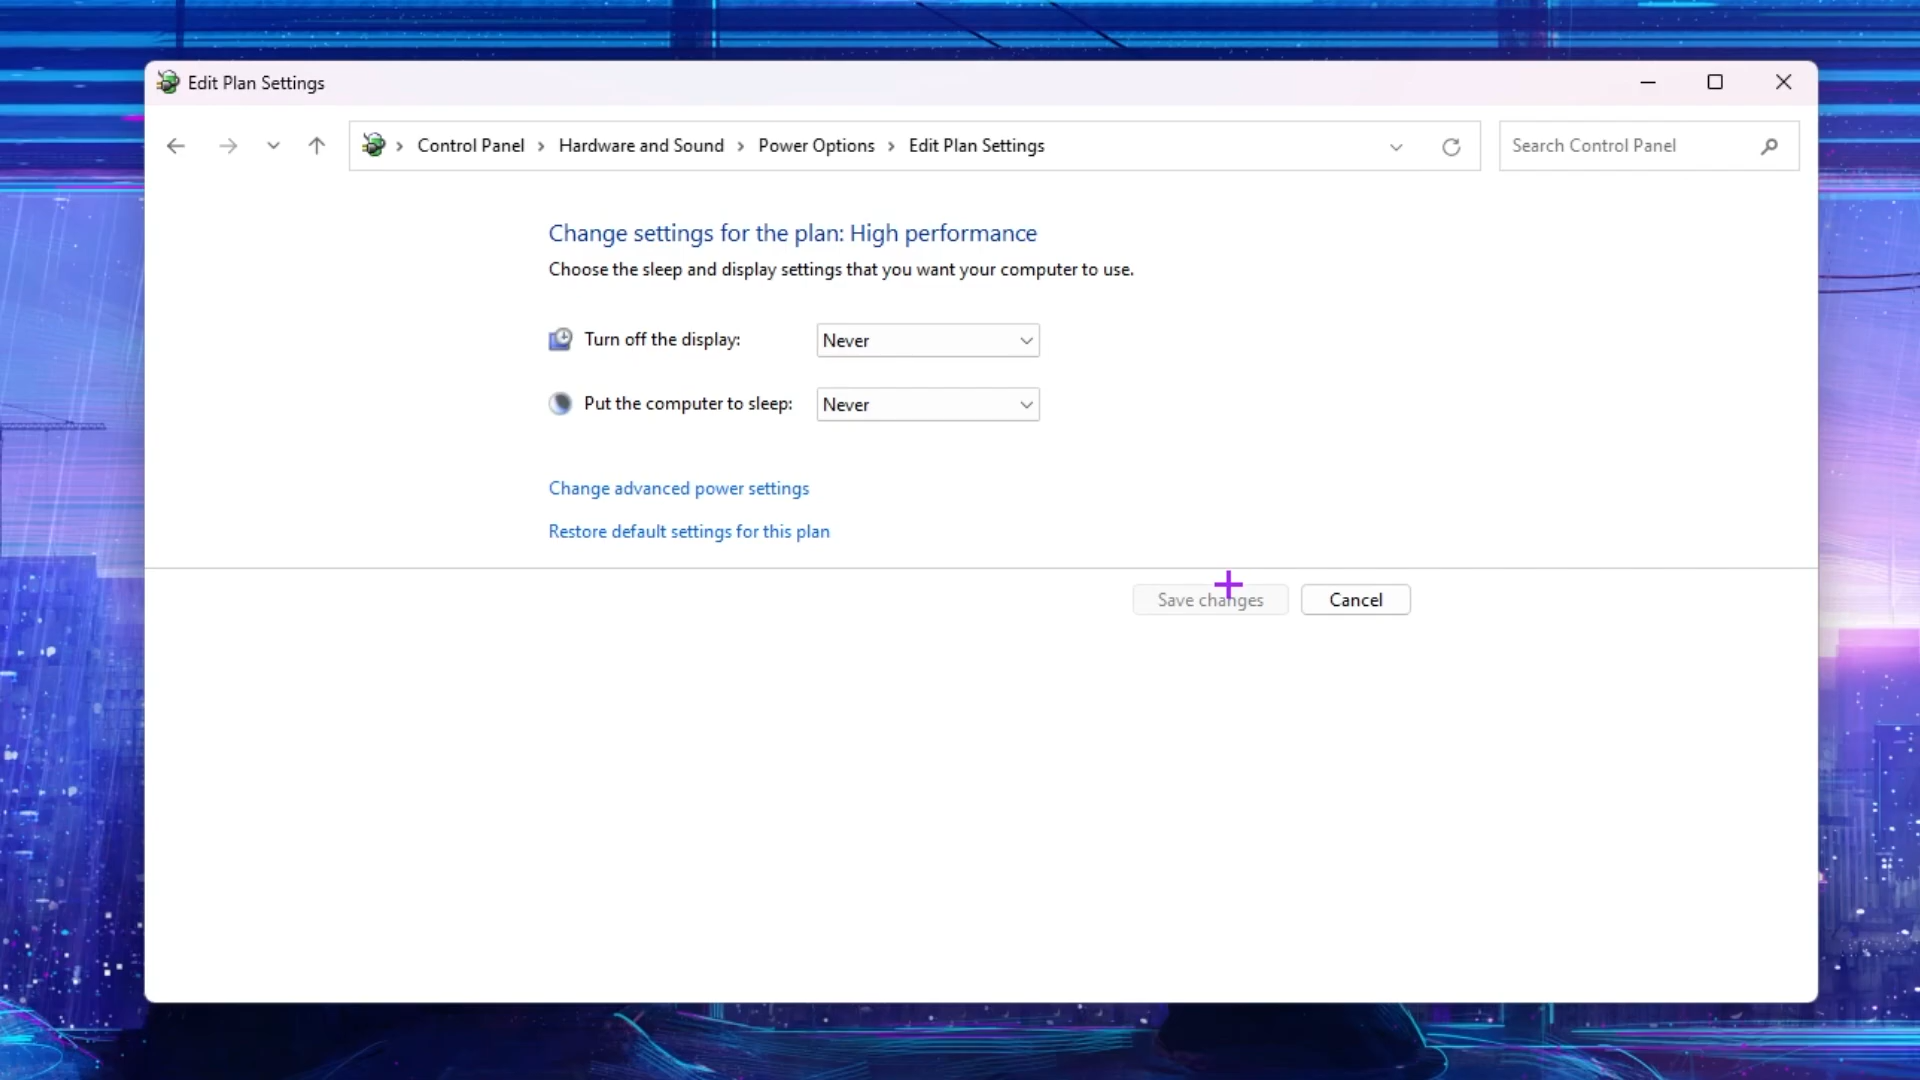 Edit Plan Settings
Control Panel > Hardware and Sound > Power Options > Edit Plan Settings
Search Control Panel
Change settings for the plan: High performance
Choose the sleep and display settings that you want your computer to use.
Turn off the display: Never
Put the computer to sleep: Never
Change advanced power settings
Restore default settings for this plan
Save changes Cancel